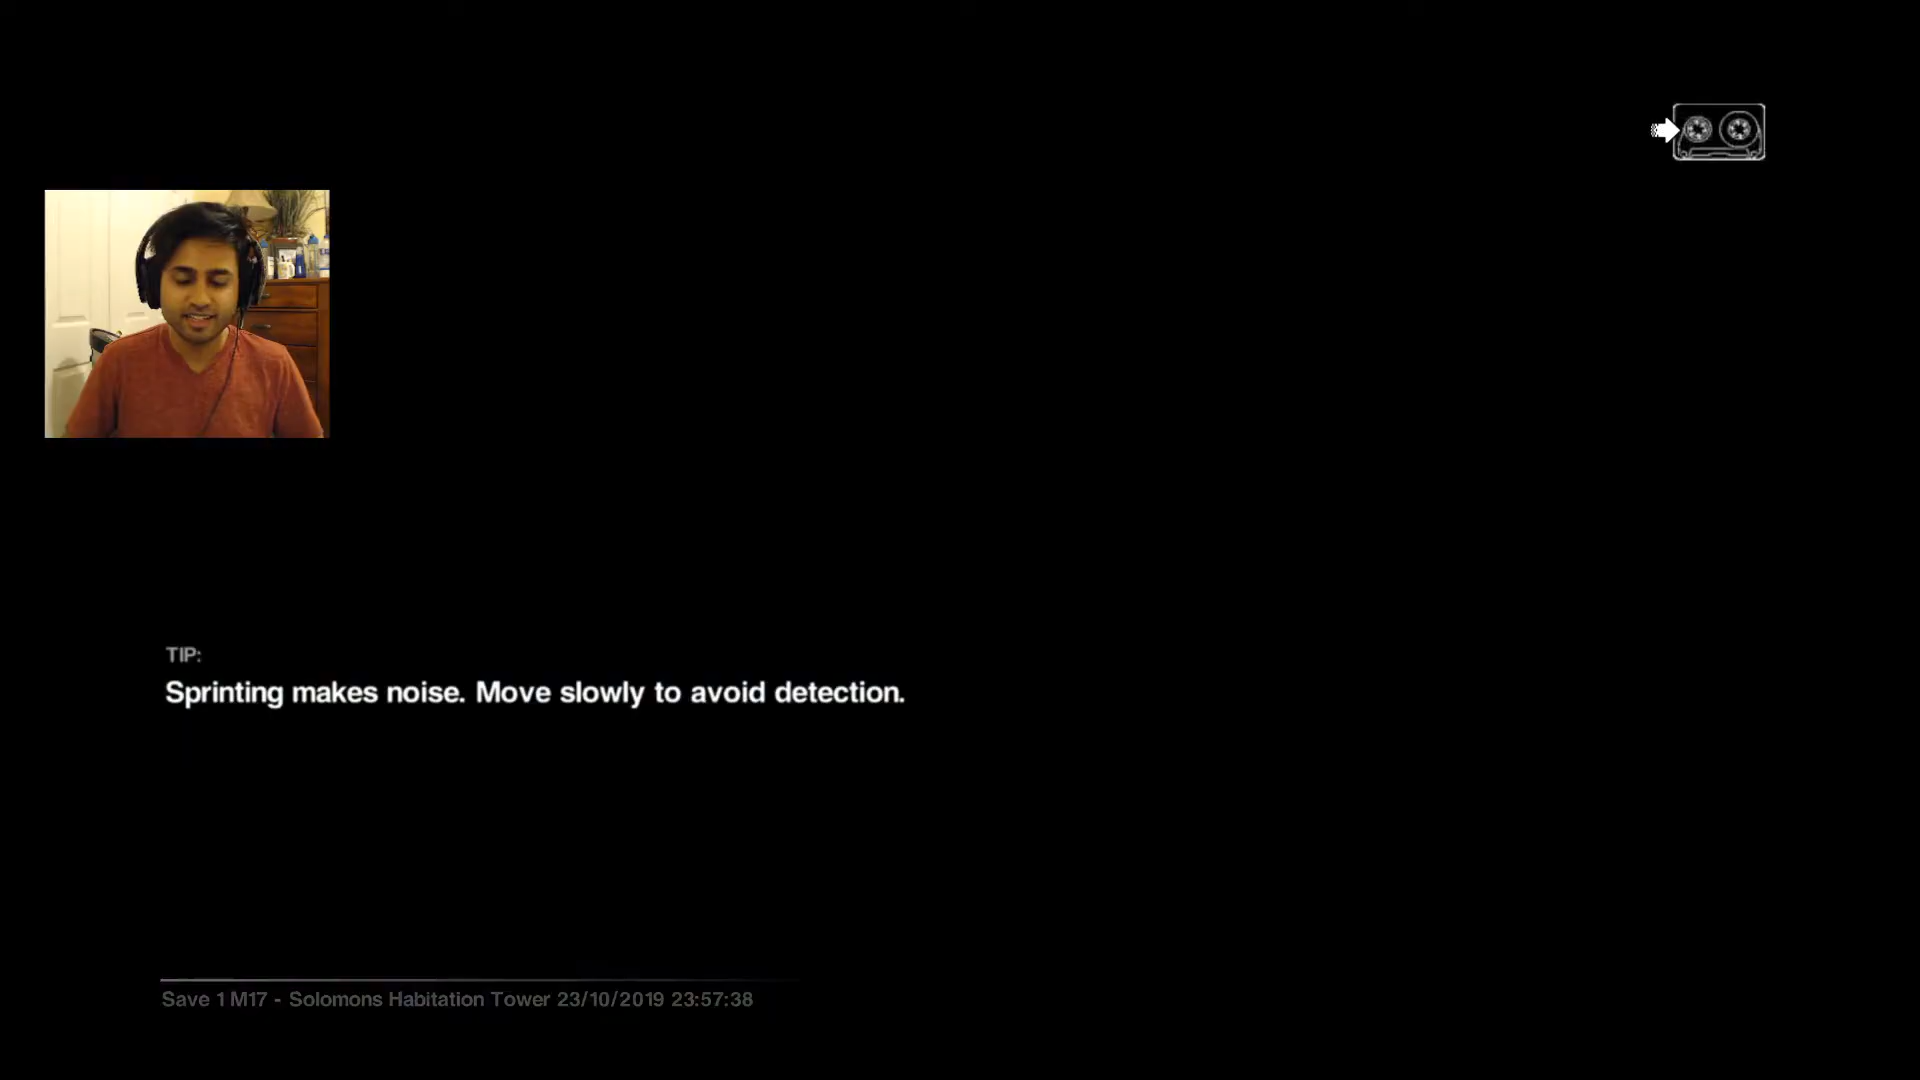 TIP:
Sprinting makes noise. Move slowly to avoid detection.
Save 1 M17 - Solomons Habitation Tower 23/10/2019 23:57:38